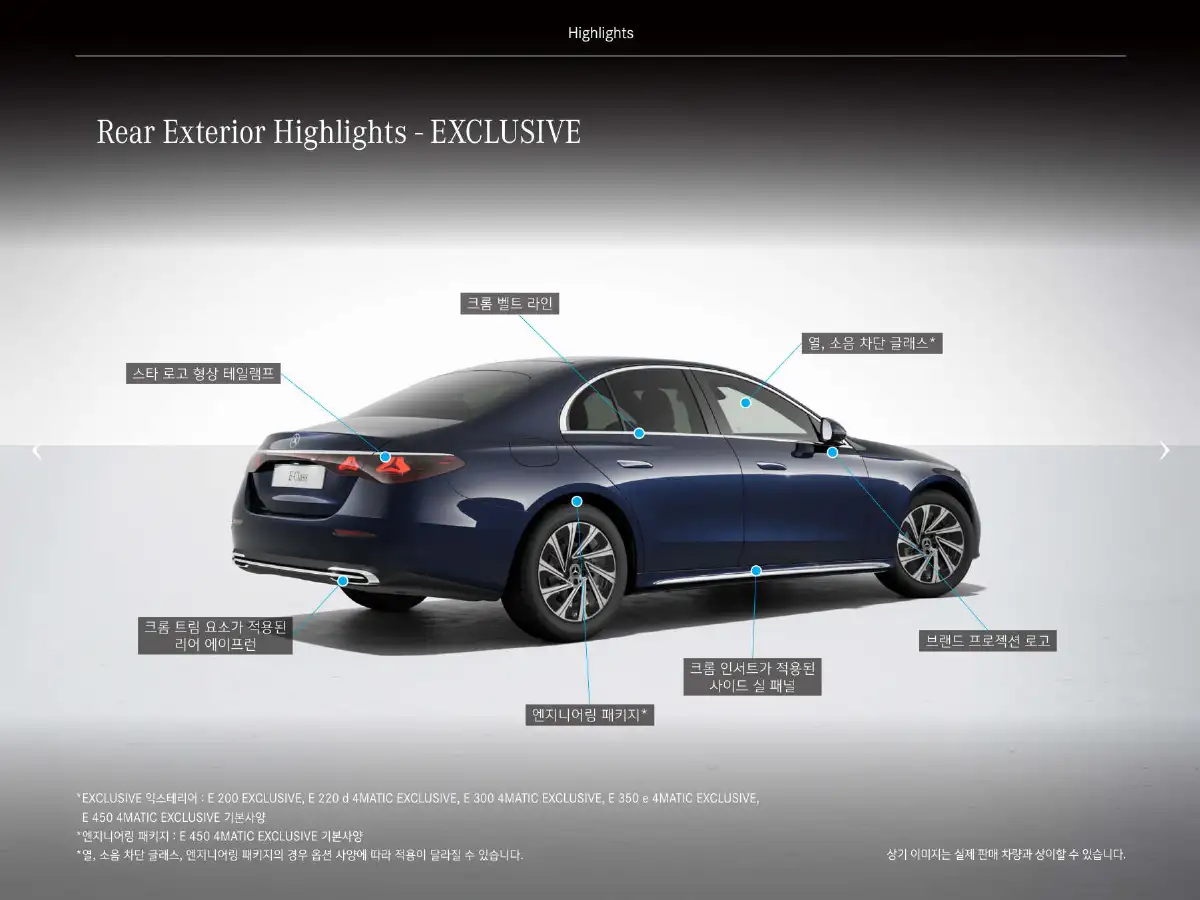 Highlights
Rear Exterior Highlights - EXCLUSIVE
크롬 벨트 라인
열, 소음 차단 글래스*
스타 로고 형상 테일램프
E-Class
크롬 트림 요소가 적용된
리어 에이프런
브랜드 프로젝션 로고
크롬 인서트가 적용된
사이드 실 패널
엔지니어링 패키지*
*EXCLUSIVE 익스테리어 : E 200 EXCLUSIVE, E 220 d 4MATIC EXCLUSIVE, E 300 4MATIC EXCLUSIVE, E 350 e 4MATIC EXCLUSIVE,
E 450 4MATIC EXCLUSIVE 기본사양
*엔지니어링 패키지 : E 450 4MATIC EXCLUSIVE 기본사양
*열, 소음 차단 글래스, 엔지니어링 패키지의 경우 옵션 사양에 따라 적용이 달라질 수 있습니다.
상기 이미지는 실제 판매 차량과 상이할 수 있습니다.